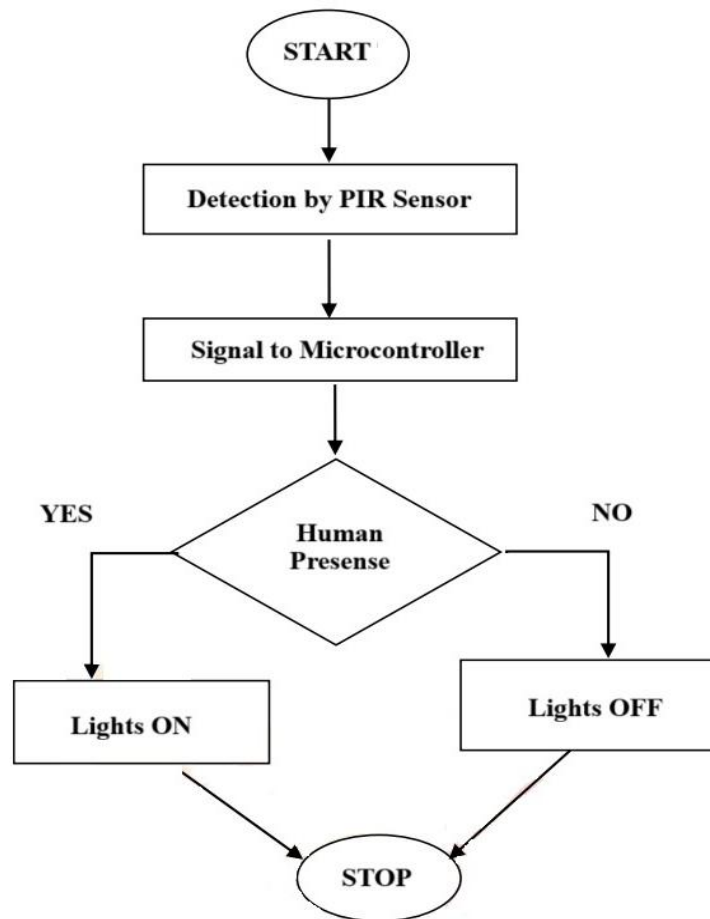 START
Detection by PIR Sensor
Signal to Microcontroller
YES
NO
Human
Presense
Lights ON
Lights OFF
STOP